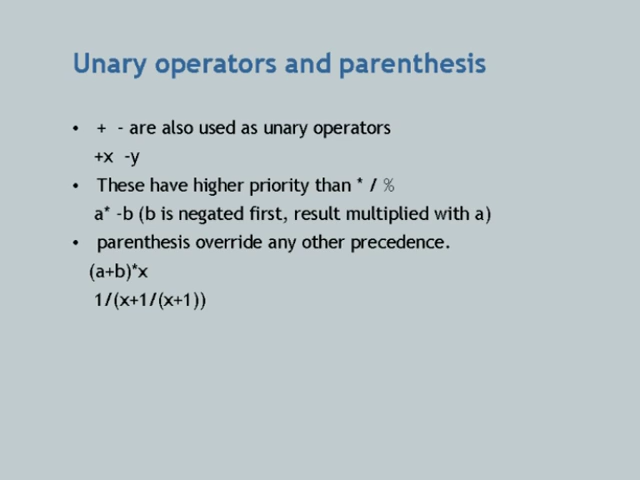 Unary operators and parenthesis
• + - are also used as unary operators
+x -y
• These have higher priority than * / %
a* -b (b is negated first, result multiplied with a)
• parenthesis override any other precedence.
(a+b)*x
1/(x+1/(x+1))